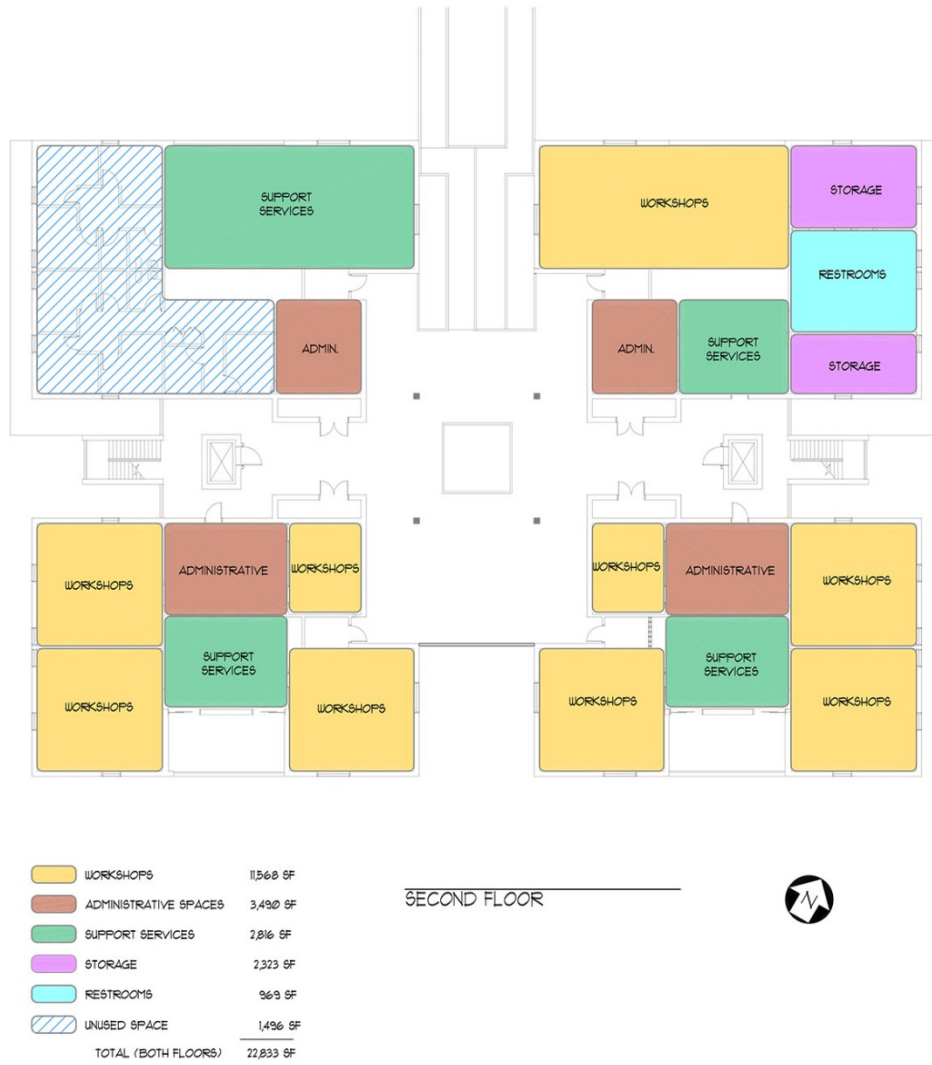 SUPPORT
SERVICES
WORKSHOPS
STORAGE
RESTROOMS
ADMIN.
ADMIN.
SUPPORT
SERVICES
STORAGE
WORKSHOPS
ADMINISTRATIVE
WORKSHOPS
WORKSHOPS
ADMINISTRATIVE
WORKSHOPS
SUPPORT
SERVICES
SUPPORT
SERVICES
WORKSHOPS
WORKSHOPS
WORKSHOPS
WORKSHOPS
WORKSHOPS 11,568 SF
ADMINISTRATIVE SPACES 3,490 SF
SUPPORT SERVICES 2,816 SF
STORAGE 2,323 SF
RESTROOMS 969 SF
UNUSED SPACE 1,496 SF
TOTAL (BOTH FLOORS) 22,833 SF
SECOND FLOOR
N